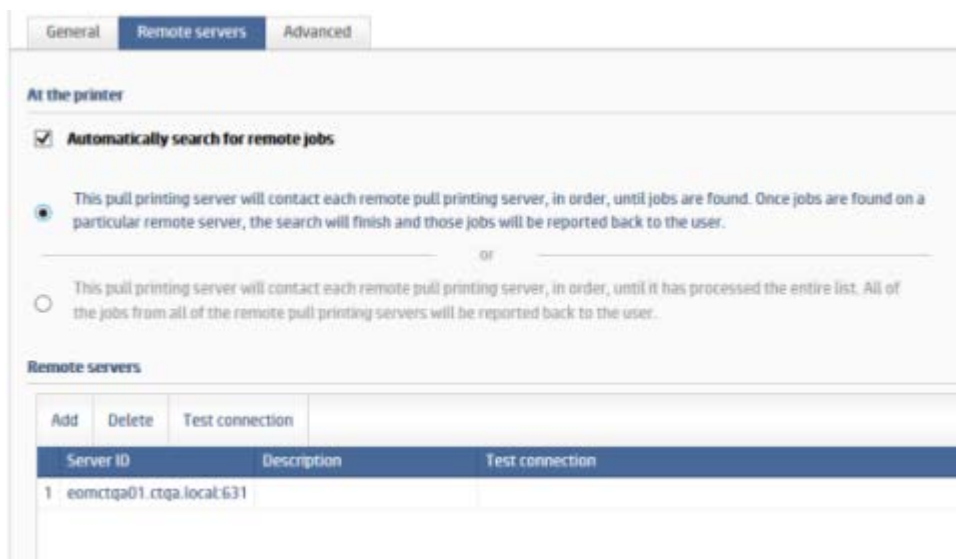 General Remote servers Advanced
At the printer
Automatically search for remote jobs
This pull printing server will contact each remote pull printing server, in order, until jobs are found. Once jobs are found on a
particular remote server, the search will finish and those jobs will be reported back to the user.
or
This pull printing server will contact each remote pull printing server, in order, until it has processed the entire list. All of
the jobs from all of the remote pull printing servers will be reported back to the user.
Remote servers
Add Delete Test connection
Server ID Description Test connection
1 eomctqa01.ctqa.local:631